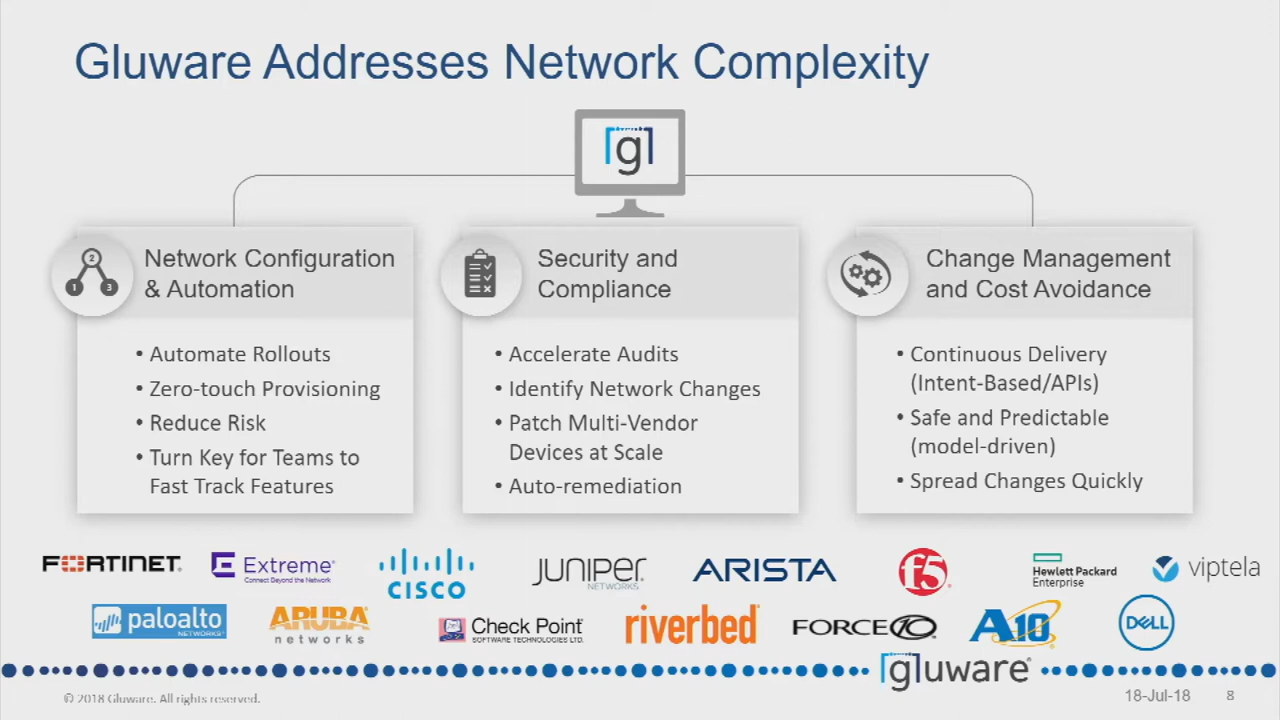 Gluware Addresses Network Complexity
[g]
Network Configuration
& Automation
• Automate Rollouts
• Zero-touch Provisioning
• Reduce Risk
• Turn Key for Teams to
Fast Track Features
2
1
3
Security and
Compliance
• Accelerate Audits
• Identify Network Changes
• Patch Multi-Vendor
Devices at Scale
• Auto-remediation
Change Management
and Cost Avoidance
• Continuous Delivery
(Intent-Based/APIs)
• Safe and Predictable
(model-driven)
• Spread Changes Quickly
FORTINET®
Extreme®
Connect Beyond the Network
CISCO
JUNIPER
NETWORKS
ARISTA
f5
Hewlett Packard
Enterprise
viptela
paloalto
NETWORKS
ARUBA
networks
Check Point
SOFTWARE TECHNOLOGIES LTD.
riverbed
FORCE10
A10
DELL
[gluware]®
© 2018 Gluware. All rights reserved.
18-Jul-18
8